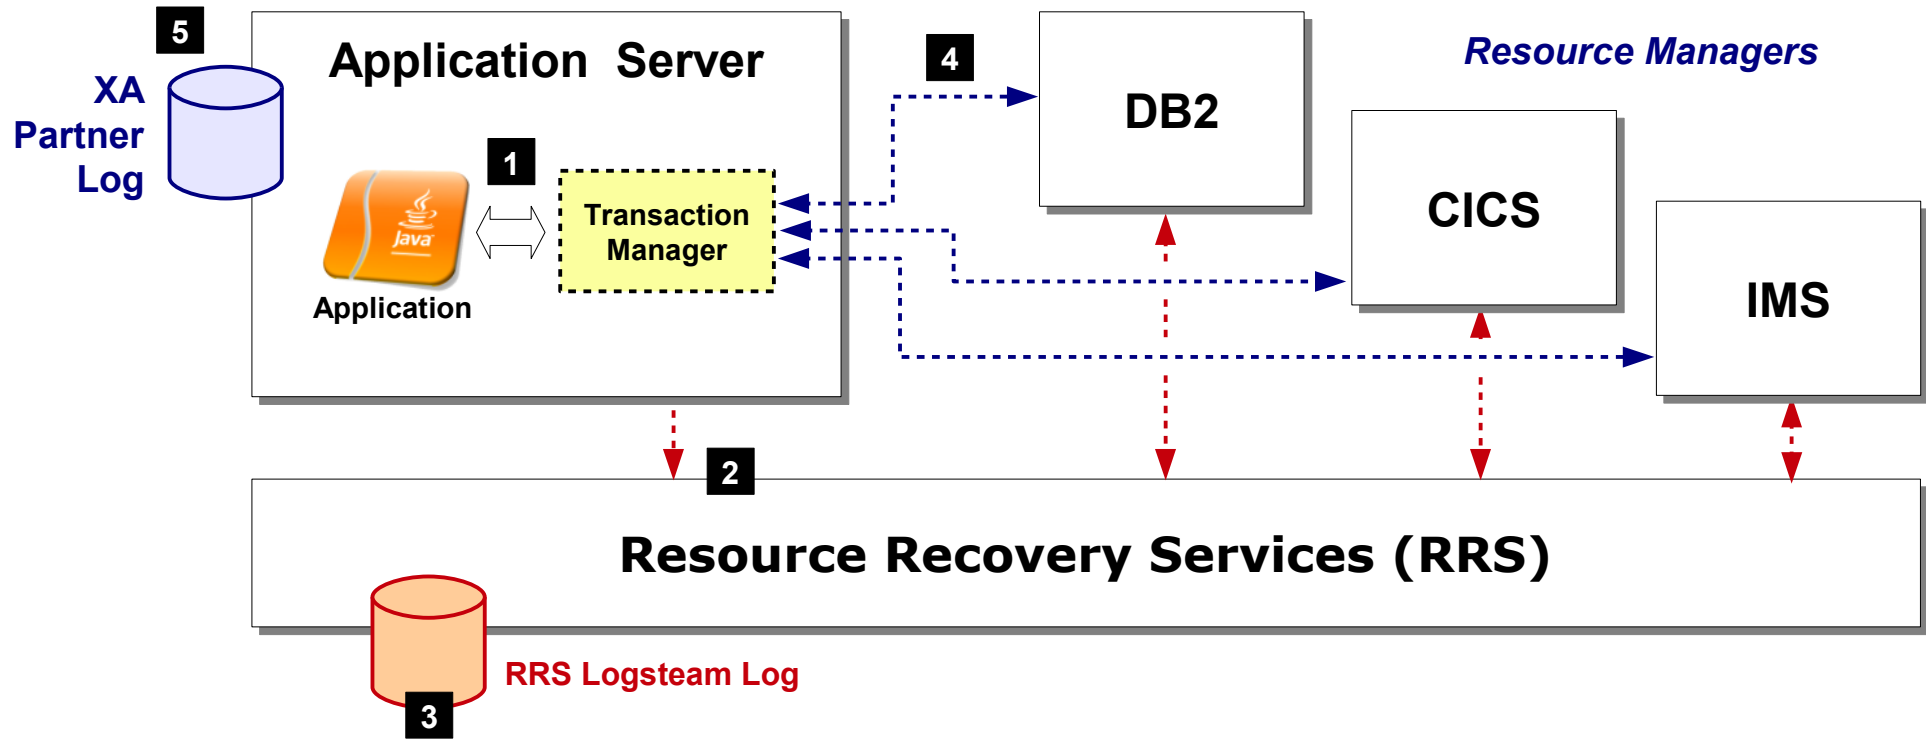 5
Application Server
XA
Partner
Log
1
Java
Application
Transaction
Manager
4
Resource Managers
DB2
CICS
IMS
2
Resource Recovery Services (RRS)
RRS Logsteam Log
3